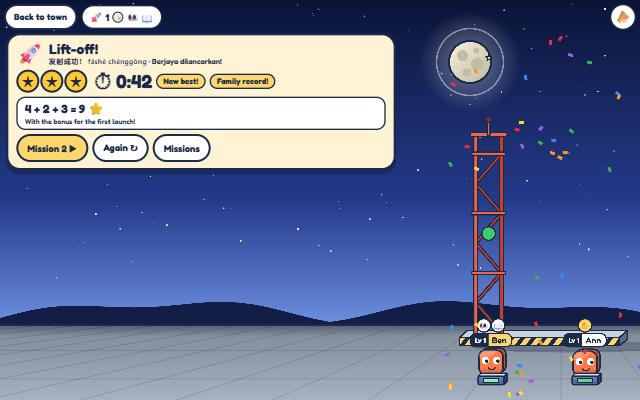 Back to town
1
Lift-off!
发射成功! fāshè chénggōng · Berjaya dilancarkan!
0:42
New best!
Family record!
4 + 2 + 3 = 9
With the bonus for the first launch!
Mission 2 ▶
Again ↻
Missions
Lv 1 Ben
Lv 1 Ann